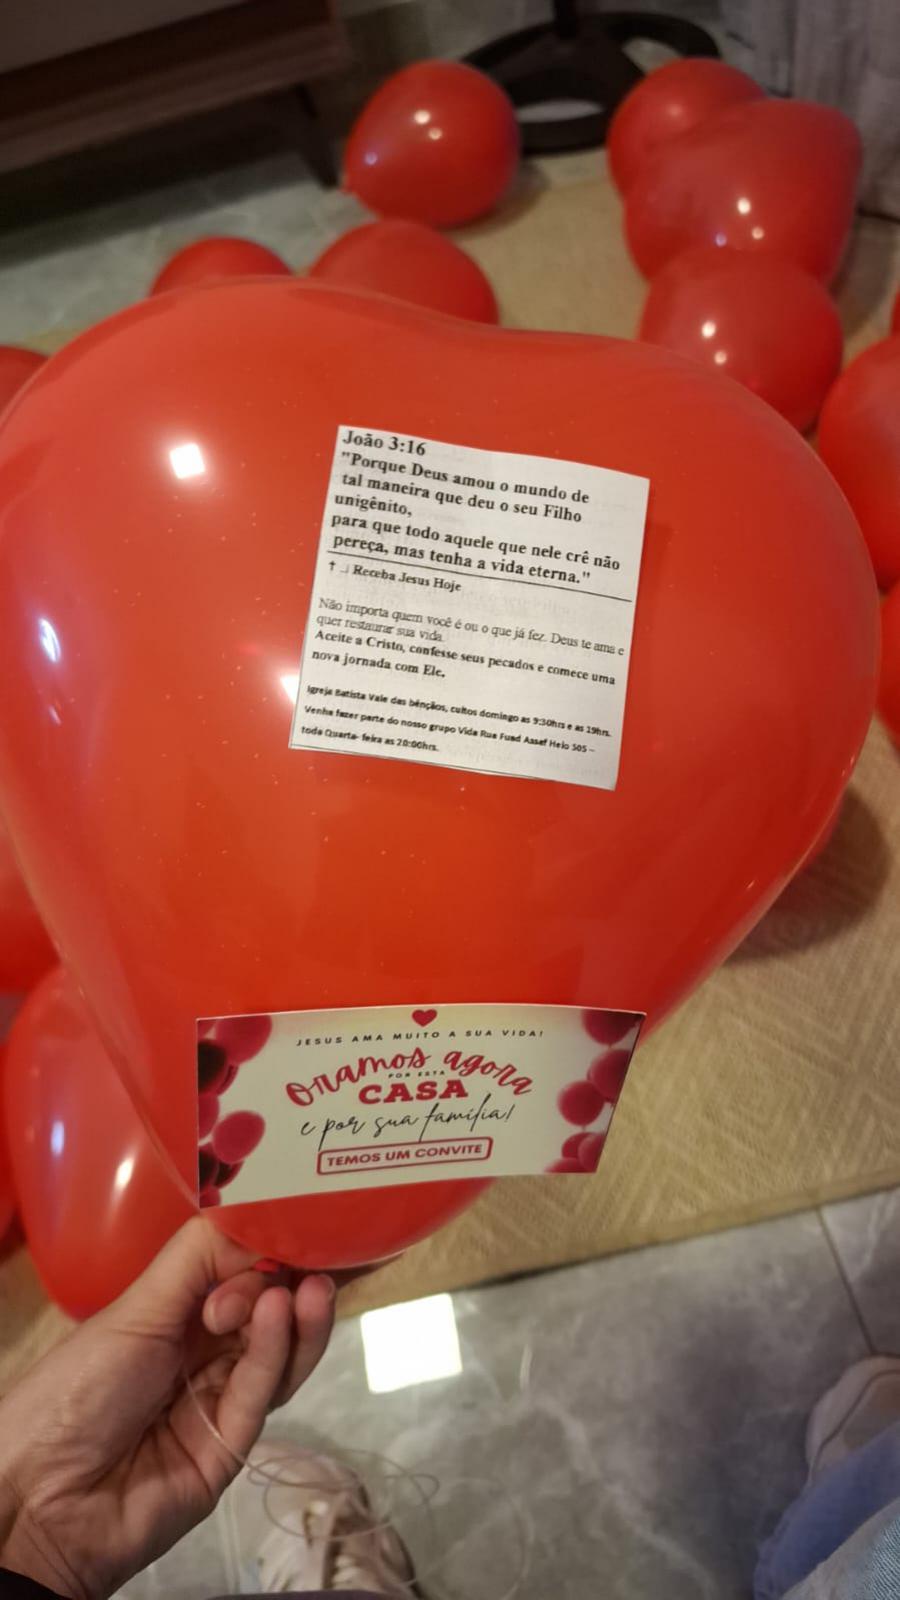 João 3:16
"Porque Deus amou o mundo de
tal maneira que deu o seu Filho
unigênito,
para que todo aquele que nele crê não
pereça, mas tenha a vida eterna."
† □ Receba Jesus Hoje
Não importa quem você é ou o que já fez. Deus te ama e
quer restaurar sua vida.
Aceite a Cristo, confesse seus pecados e comece uma
nova jornada com Ele.
Igreja Batista Vale das bênçãos, cultos domingo as 9:30hrs e as 19hrs.
Venha fazer parte do nosso grupo Vida Rua Fuad Assef Helo 505 –
toda Quarta- feira as 20:00hrs.
JESUS AMA MUITO A SUA VIDA!
Oramos agora
POR ESTA
CASA
e por sua família!
TEMOS UM CONVITE